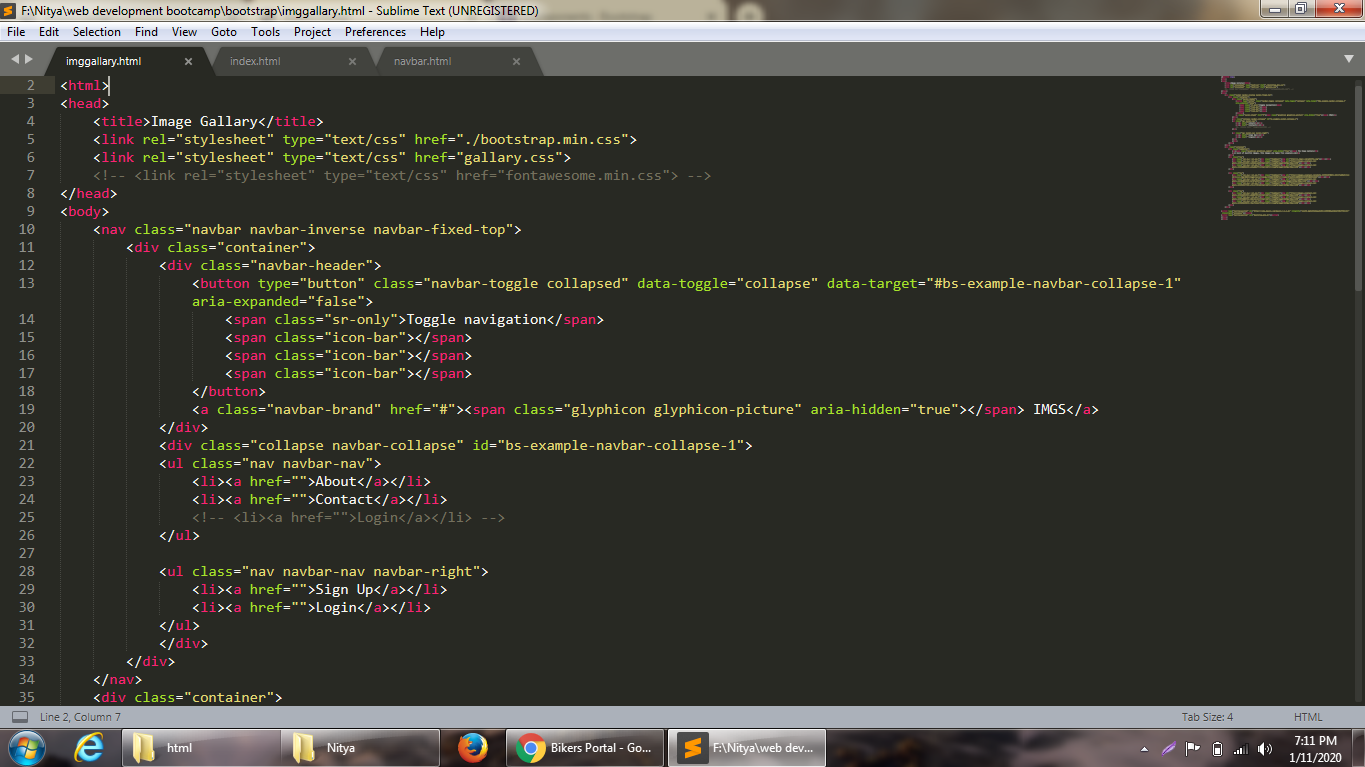 F:\Nitya\web development bootcamp\bootstrap\imggallary.html - Sublime Text (UNREGISTERED)
File Edit Selection Find View Goto Tools Project Preferences Help
imggallary.html index.html navbar.html
2 <html>
3 <head>
4 <title>Image Gallary</title>
5 <link rel="stylesheet" type="text/css" href="./bootstrap.min.css">
6 <link rel="stylesheet" type="text/css" href="gallary.css">
7 <!-- <link rel="stylesheet" type="text/css" href="fontawesome.min.css"> -->
8 </head>
9 <body>
10 <nav class="navbar navbar-inverse navbar-fixed-top">
11 <div class="container">
12 <div class="navbar-header">
13 <button type="button" class="navbar-toggle collapsed" data-toggle="collapse" data-target="#bs-example-navbar-collapse-1"
aria-expanded="false">
14 <span class="sr-only">Toggle navigation</span>
15 <span class="icon-bar"></span>
16 <span class="icon-bar"></span>
17 <span class="icon-bar"></span>
18 </button>
19 <a class="navbar-brand" href="#"><span class="glyphicon glyphicon-picture" aria-hidden="true"></span> IMGS</a>
20 </div>
21 <div class="collapse navbar-collapse" id="bs-example-navbar-collapse-1">
22 <ul class="nav navbar-nav">
23 <li><a href="">About</a></li>
24 <li><a href="">Contact</a></li>
25 <!-- <li><a href="">Login</a></li> -->
26 </ul>
27
28 <ul class="nav navbar-nav navbar-right">
29 <li><a href="">Sign Up</a></li>
30 <li><a href="">Login</a></li>
31 </ul>
32 </div>
33 </div>
34 </nav>
35 <div class="container">
Line 2, Column 7 Tab Size: 4 HTML
html Nitya Bikers Portal - Go... F:\Nitya\web dev... 7:11 PM
1/11/2020